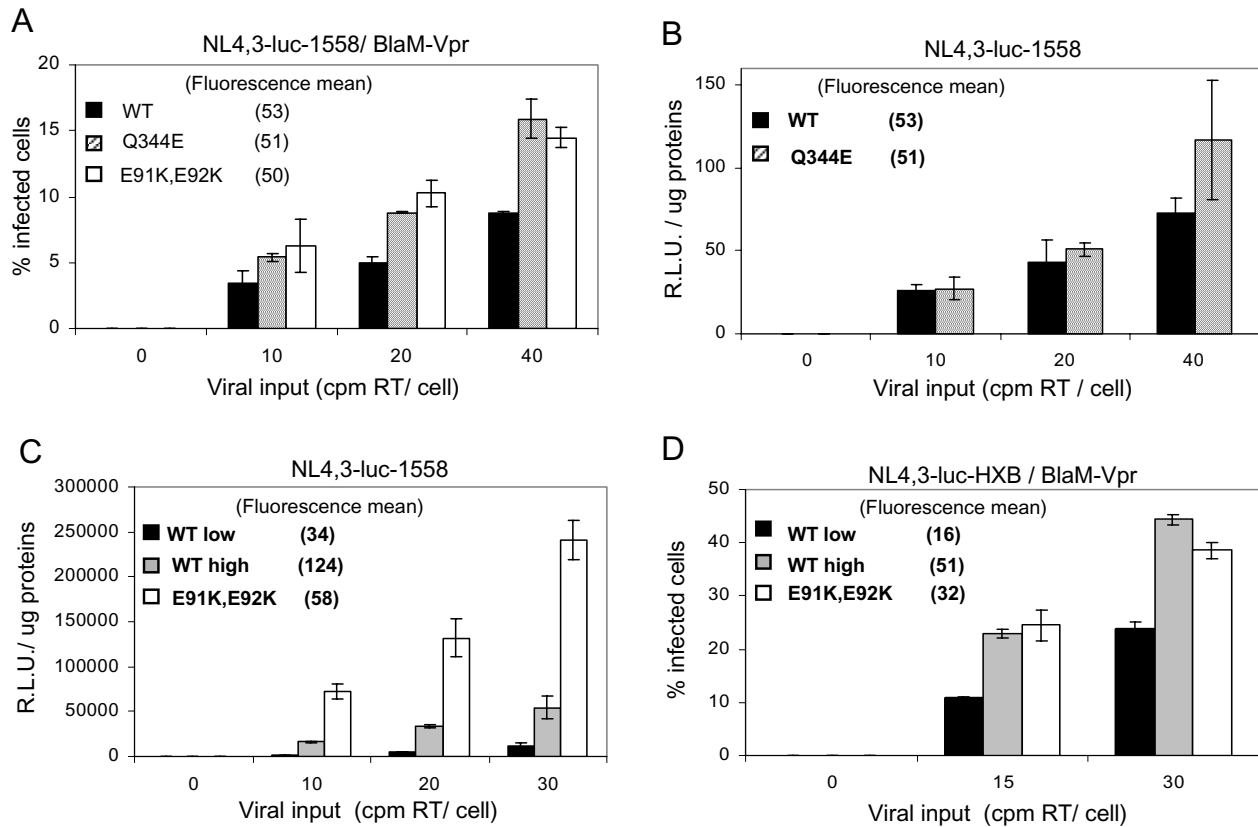 A
NL4,3-luc-1558/ BlaM-Vpr
(Fluorescence mean)
WT (53)
Q344E (51)
E91K,E92K (50)
% infected cells
20
15
10
5
0
0 10 20 40
Viral input (cpm RT/ cell)
B
NL4,3-luc-1558
(Fluorescence mean)
WT (53)
Q344E (51)
R.L.U. / ug proteins
150
100
50
0
0 10 20 40
Viral input (cpm RT / cell)
C
NL4,3-luc-1558
(Fluorescence mean)
WT low (34)
WT high (124)
E91K,E92K (58)
R.L.U./ ug proteins
300000
250000
200000
150000
100000
50000
0
0 10 20 30
Viral input (cpm RT/ cell)
D
NL4,3-luc-HXB / BlaM-Vpr
(Fluorescence mean)
WT low (16)
WT high (51)
E91K,E92K (32)
% infected cells
50
40
30
20
10
0
0 15 30
Viral input (cpm RT/ cell)